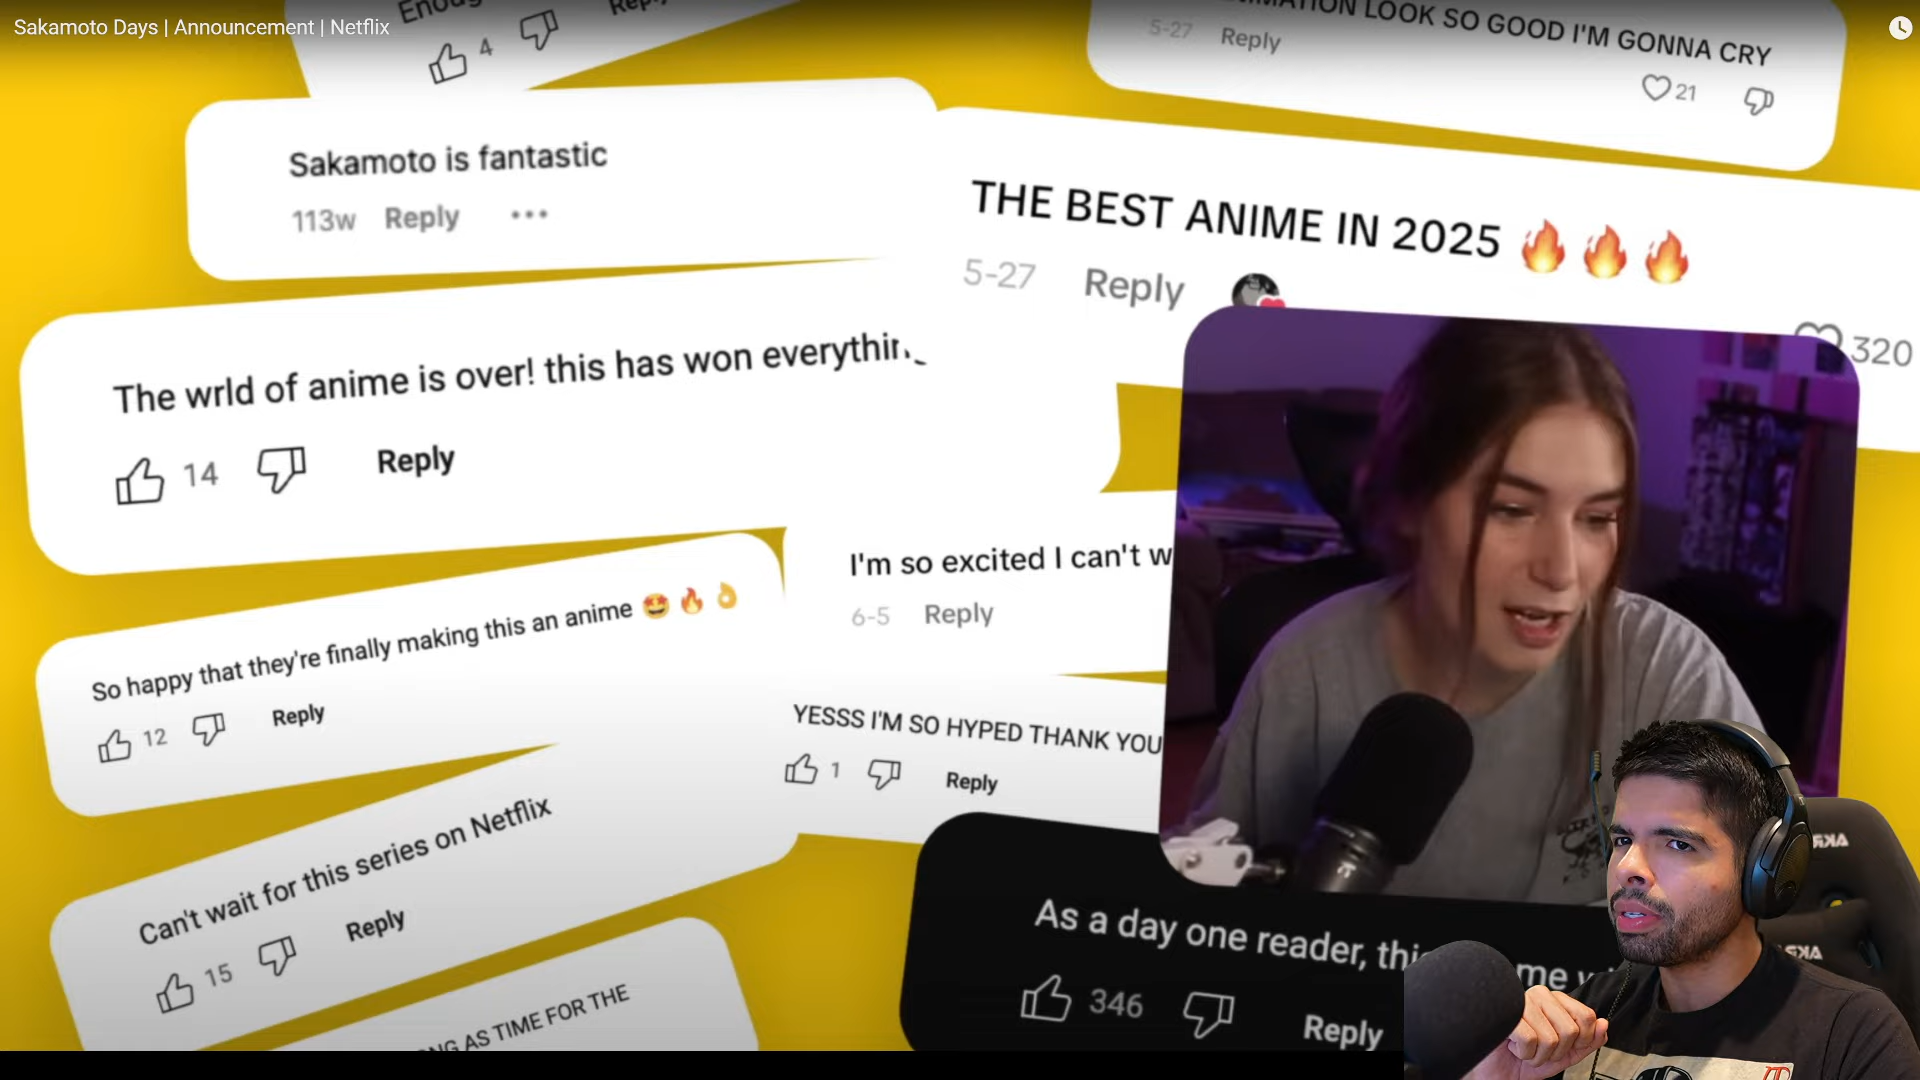 Sakamoto Days | Announcement | Netflix
4
LOOK SO GOOD I'M GONNA CRY
5-27 Reply
21
Sakamoto is fantastic
113w Reply •••
THE BEST ANIME IN 2025 🔥🔥🔥
5-27 Reply
320
The wrld of anime is over! this has won everythin
14 Reply
I'm so excited I can't w
6-5 Reply
So happy that they're finally making this an anime 🤩🔥👌
12 Reply
YESSS I'M SO HYPED THANK YOU
1 Reply
Can't wait for this series on Netflix
15 Reply
As a day one reader, thi
me
346 Reply
AS TIME FOR THE